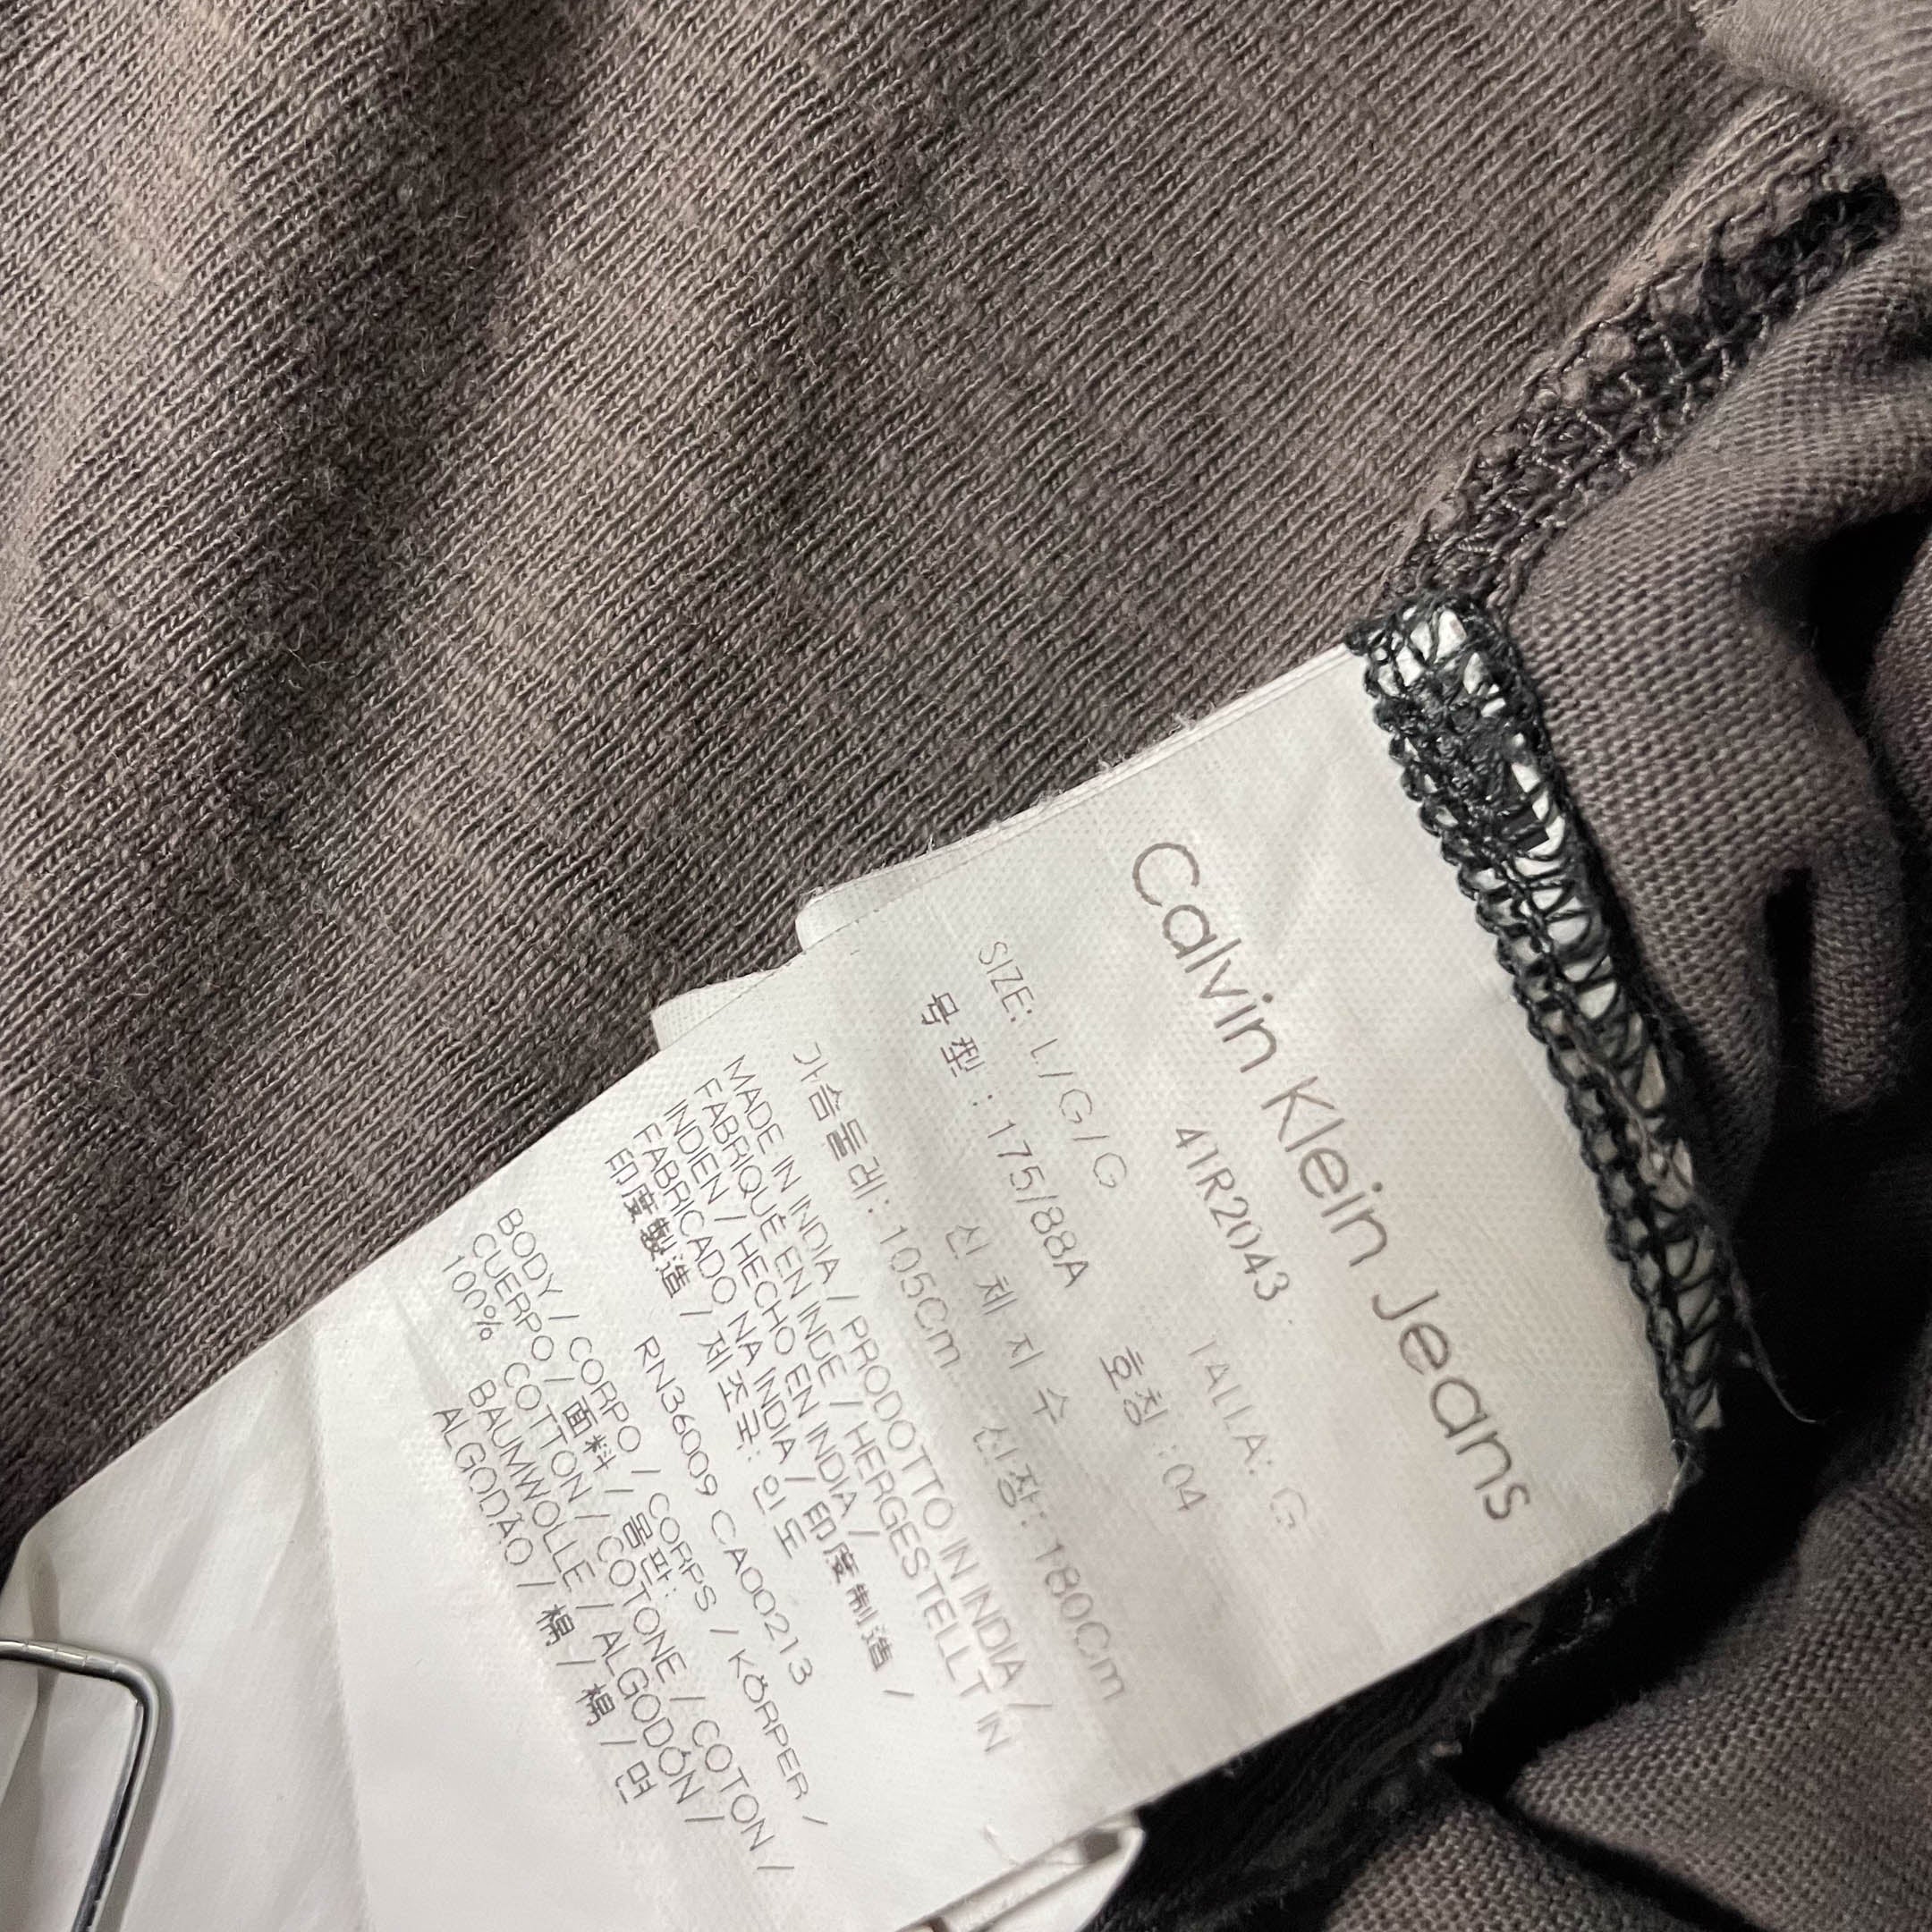 Calvin Klein Jeans
41R2043
SIZE: L/G/G TALLA: G
号型 : 175/88A 호칭 : 04
신 체 치 수
가슴둘레: 105Cm 신장: 180Cm
MADE IN INDIA / PRODOTTO IN INDIA /
FABRIQUÉ EN INDE / HERGESTELLT IN
INDIEN / HECHO EN INDIA /
FABRICADO NA INDIA / 印度制造 /
印度製造 / 제조국: 인도
RN36009 CA00213
BODY / CORPO / CORPS / KÖRPER /
CUERPO / 面料 / 몸판:
100% COTTON / COTONE / COTON /
BAUMWOLLE / ALGODÓN /
ALGODÃO / 棉 / 棉 / 면